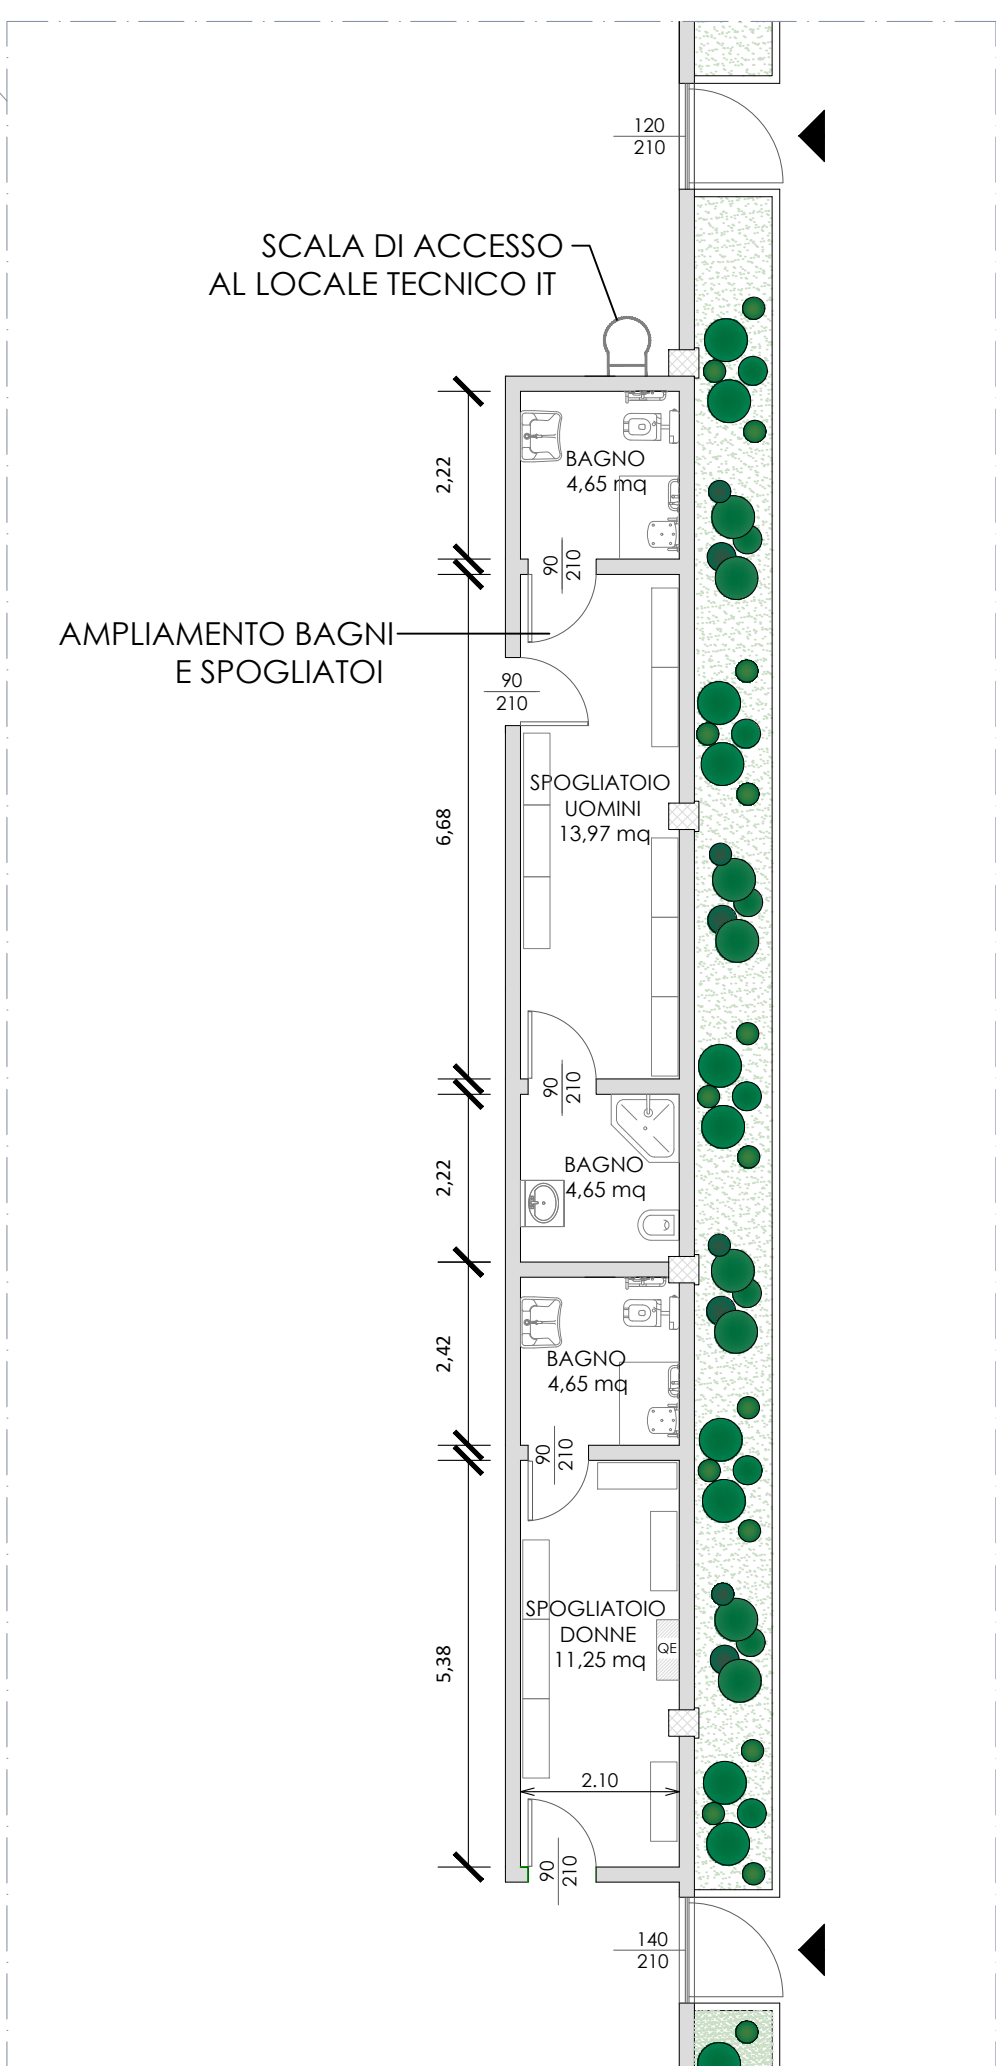 120
210
SCALA DI ACCESSO
AL LOCALE TECNICO IT
2,22
BAGNO
4,65 mq
90
210
AMPLIAMENTO BAGNI
E SPOGLIATOI
90
210
6,68
SPOGLIATOIO
UOMINI
13,97 mq
90
210
2,22
BAGNO
4,65 mq
2,42
BAGNO
4,65 mq
90
210
5,38
SPOGLIATOIO
DONNE
11,25 mq
QE
2.10
90
210
140
210